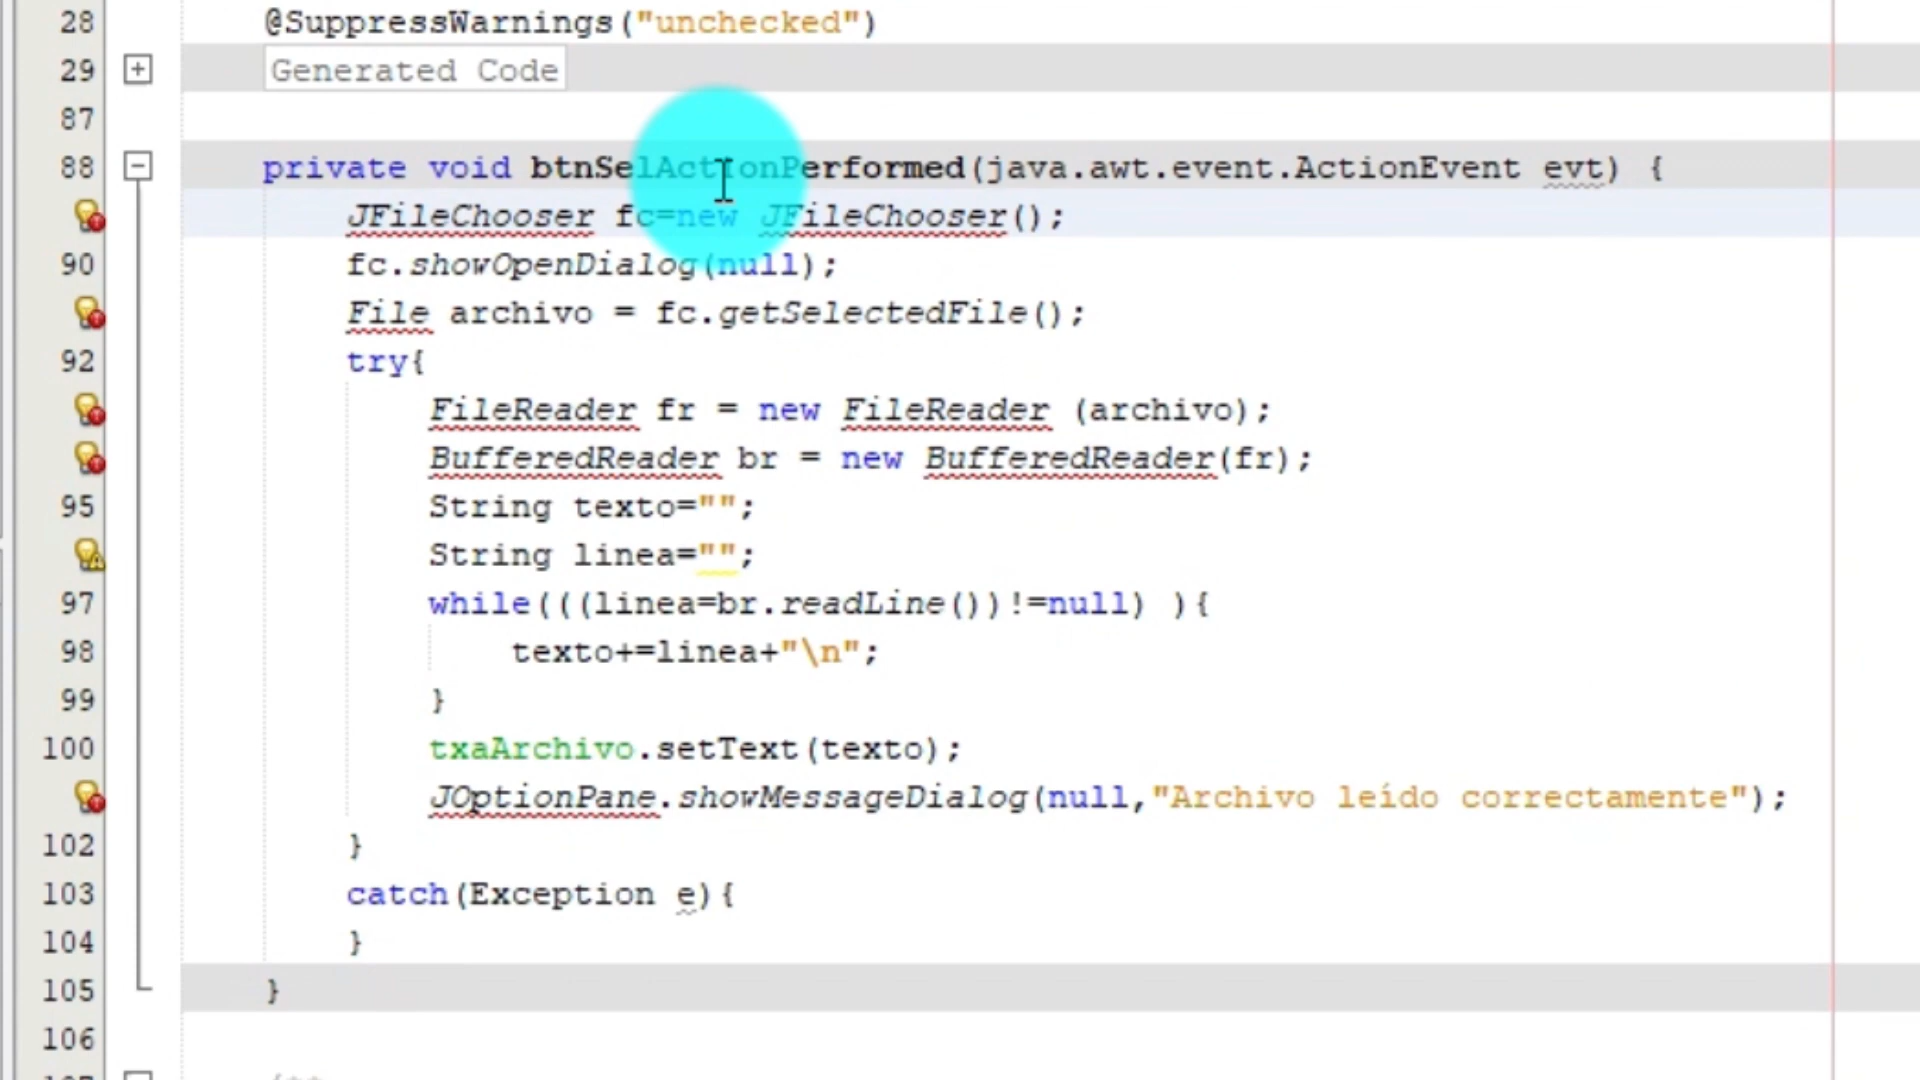 28 @SuppressWarnings("unchecked")
29 Generated Code
87
88 private void btnSelActionPerformed(java.awt.event.ActionEvent evt) {
JFileChooser fc=new JFileChooser();
90 fc.showOpenDialog(null);
File archivo = fc.getSelectedFile();
92 try{
FileReader fr = new FileReader (archivo);
BufferedReader br = new BufferedReader(fr);
95 String texto="";
String linea="";
97 while(((linea=br.readLine())!=null) ){
98 texto+=linea+"\n";
99 }
100 txaArchivo.setText(texto);
JOptionPane.showMessageDialog(null,"Archivo leído correctamente");
102 }
103 catch(Exception e){
104 }
105 }
106